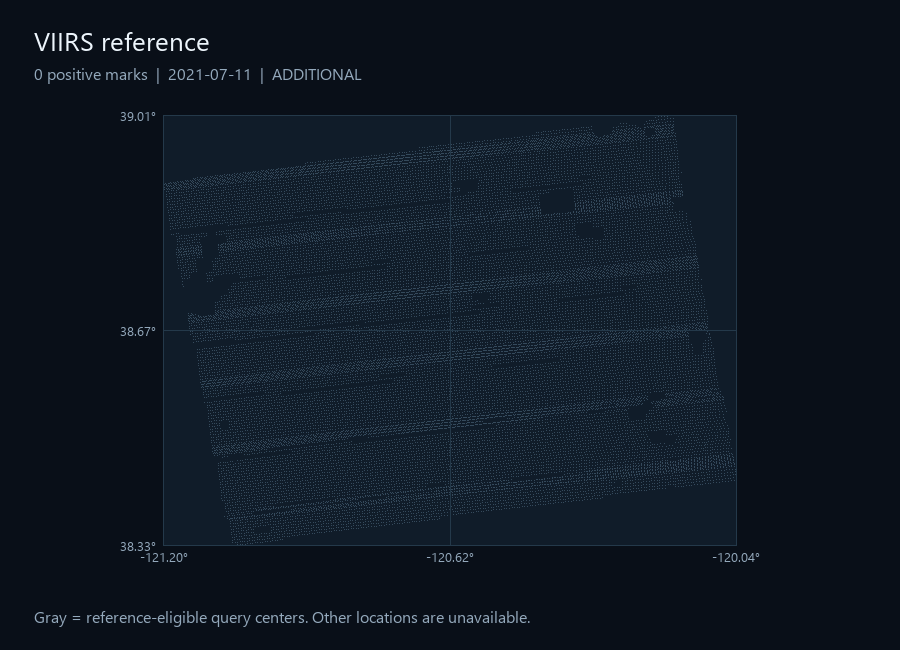 VIIRS reference
0 positive marks | 2021-07-11 | ADDITIONAL
39.01°
38.67°
38.33°
-121.20° -120.62° -120.04°
Gray = reference-eligible query centers. Other locations are unavailable.